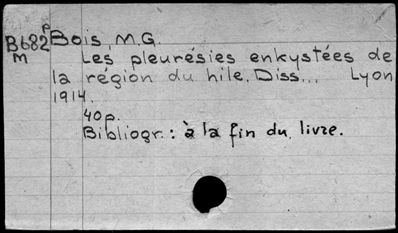 P
B682 Bois, M.G.
M Les pleurésies enkystées de
la région du hile. Diss... Lyon
1914.
40p.
Bibliogr.: à la fin du livre.